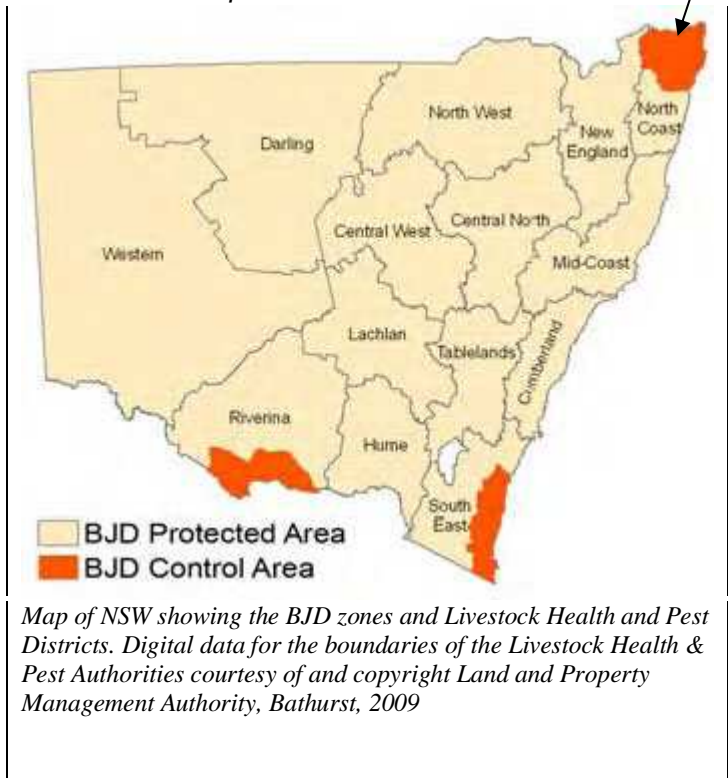 North West
North
Coast
New
England
Darling
Central West
Central North
Western
Mid-Coast
Lachlan
Tablelands
Cumberland
Riverina
Hume
South
East
BJD Protected Area
BJD Control Area
Map of NSW showing the BJD zones and Livestock Health and Pest
Districts. Digital data for the boundaries of the Livestock Health &
Pest Authorities courtesy of and copyright Land and Property
Management Authority, Bathurst, 2009